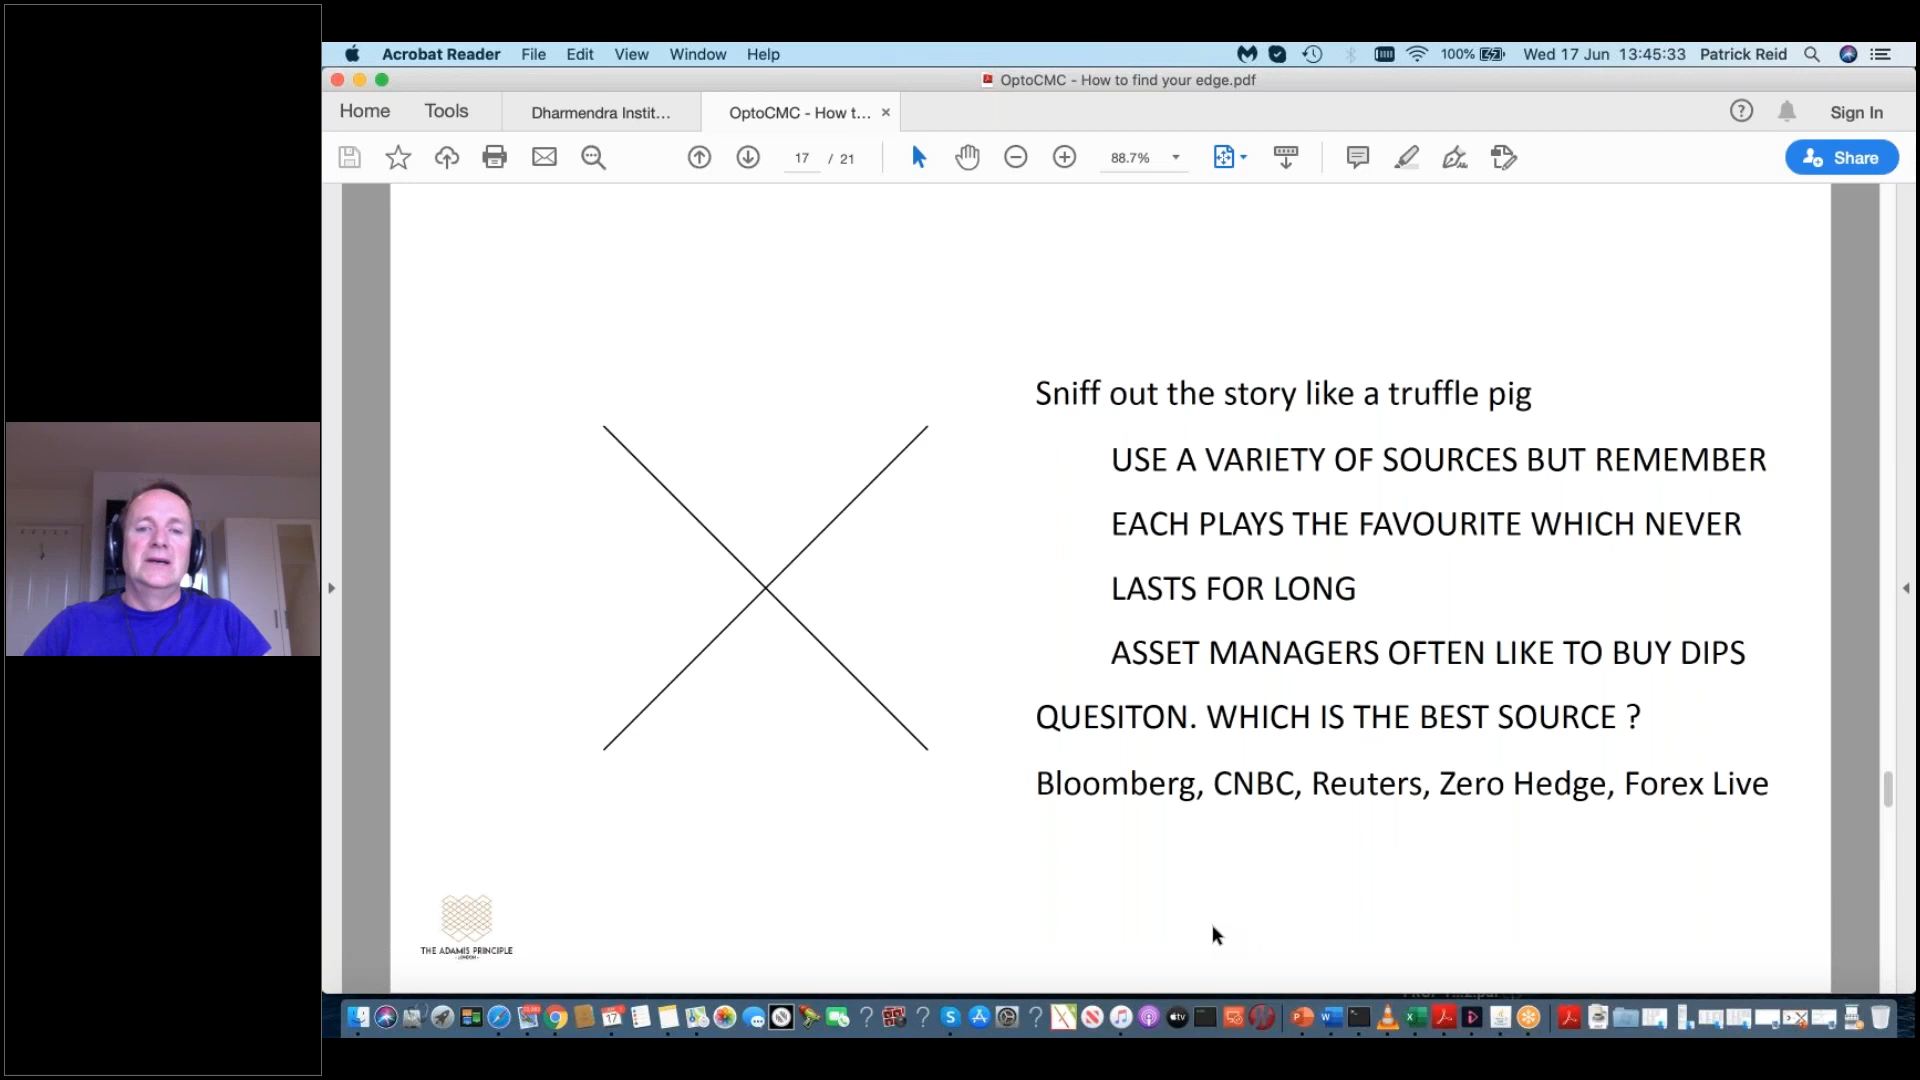 Acrobat Reader File Edit View Window Help 100% Wed 17 Jun 13:45:33 Patrick Reid
OptoCMC - How to find your edge.pdf
Home Tools Dharmendra Instit... OptoCMC - How t... × Sign In
17 / 21 88.7% Share
Sniff out the story like a truffle pig
USE A VARIETY OF SOURCES BUT REMEMBER
EACH PLAYS THE FAVOURITE WHICH NEVER
LASTS FOR LONG
ASSET MANAGERS OFTEN LIKE TO BUY DIPS
QUESITON. WHICH IS THE BEST SOURCE ?
Bloomberg, CNBC, Reuters, Zero Hedge, Forex Live
THE ADAMIS PRINCIPLE
- LONDON -